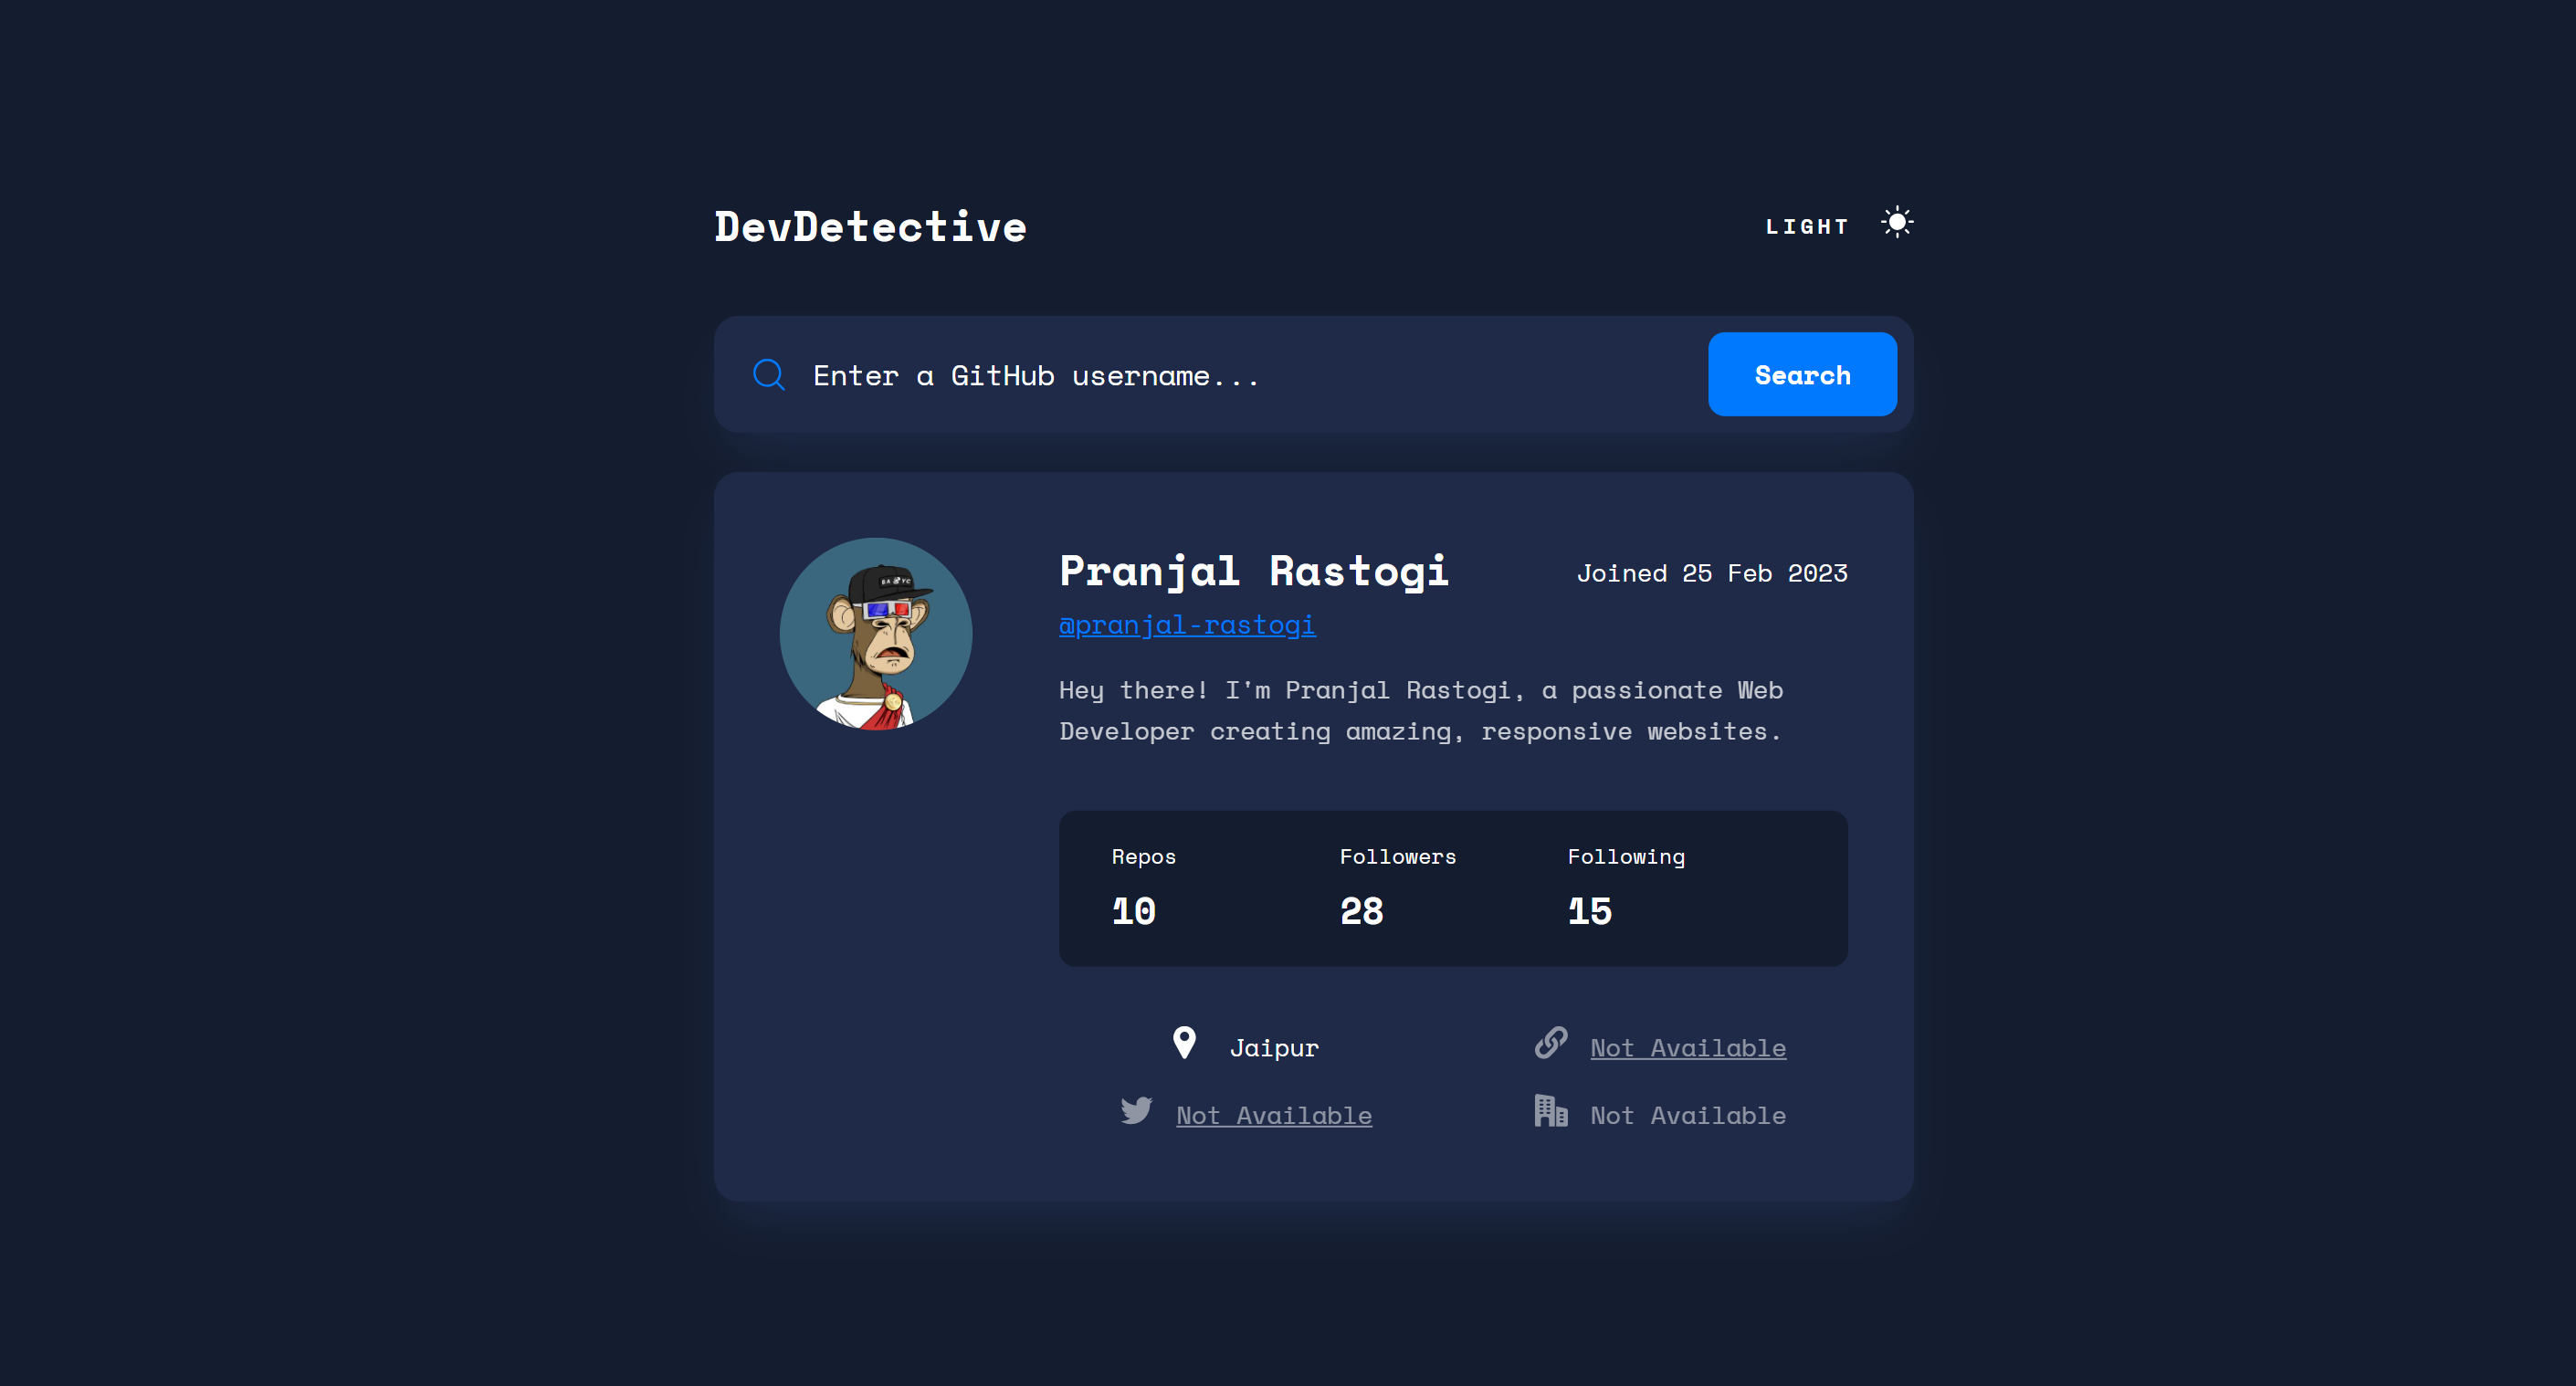 DevDetective
LIGHT
Enter a GitHub username...
Search
Pranjal Rastogi
Joined 25 Feb 2023
@pranjal-rastogi
Hey there! I'm Pranjal Rastogi, a passionate Web
Developer creating amazing, responsive websites.
Repos Followers Following
10 28 15
Jaipur
Not Available
Not Available
Not Available